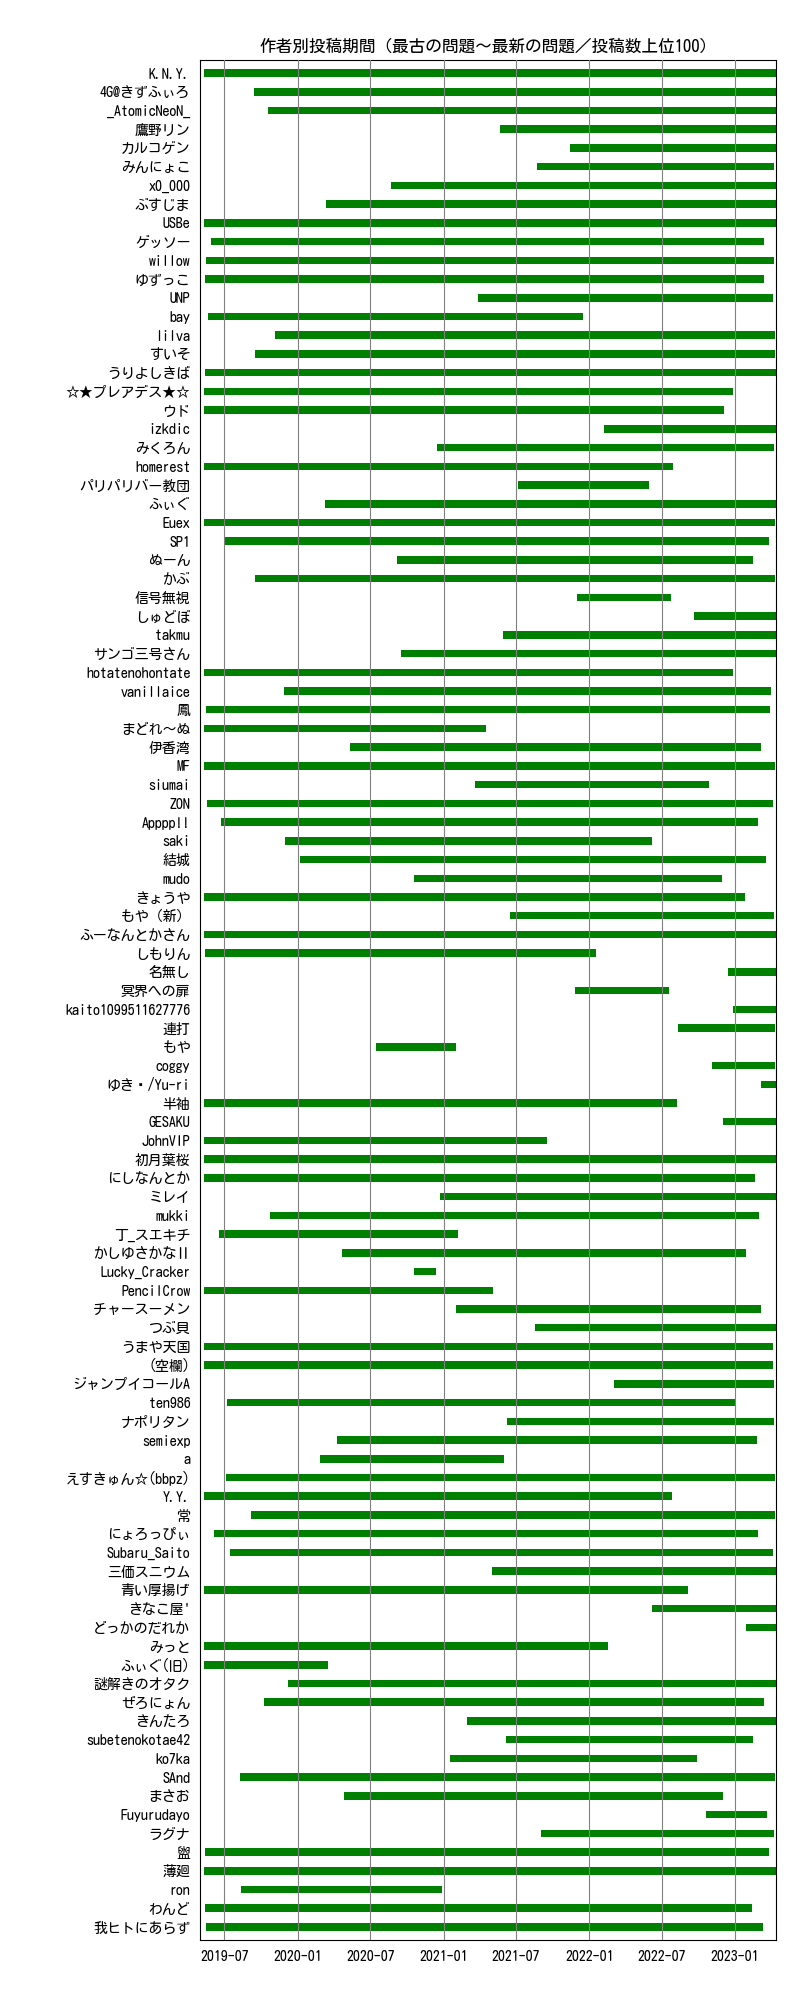 作者別投稿期間（最古の問題～最新の問題／投稿数上位100）
K.N.Y.
4G@きずふぃろ
_AtomicNeoN_
鷹野リン
カルコゲン
みんにょこ
x0_000
ぶすじま
USBe
ゲッソー
willow
ゆずっこ
UNP
bay
lilva
すいそ
うりよしきば
☆★プレアデス★☆
ウド
izkdic
みくろん
homerest
パリパリバー教団
ふぃぐ
Euex
SP1
ぬーん
かぶ
信号無視
しゅどぼ
takmu
サンゴ三号さん
hotatenohontate
vanillaice
鳳
まどれ～ぬ
伊香湾
MF
siumai
ZON
Appppll
saki
結城
mudo
きょうや
もや（新）
ふーなんとかさん
しもりん
名無し
冥界への扉
kaito1099511627776
連打
もや
coggy
ゆき・/Yu-ri
半袖
GESAKU
JohnVIP
初月葉桜
にしなんとか
ミレイ
mukki
丁_スエキチ
かしゆさかなII
Lucky_Cracker
PencilCrow
チャースーメン
つぶ貝
うまや天国
(空欄)
ジャンプイコールA
ten986
ナポリタン
semiexp
a
えすきゅん☆(bbpz)
Y.Y.
常
にょろっぴぃ
Subaru_Saito
三価スニウム
青い厚揚げ
きなこ屋'
どっかのだれか
みっと
ふぃぐ(旧)
謎解きのオタク
ぜろにょん
きんたろ
subetenokotae42
ko7ka
SAnd
まさお
Fuyurudayo
ラグナ
盥
薄廻
ron
わんど
我ヒトにあらず
2019-07 2020-01 2020-07 2021-01 2021-07 2022-01 2022-07 2023-01